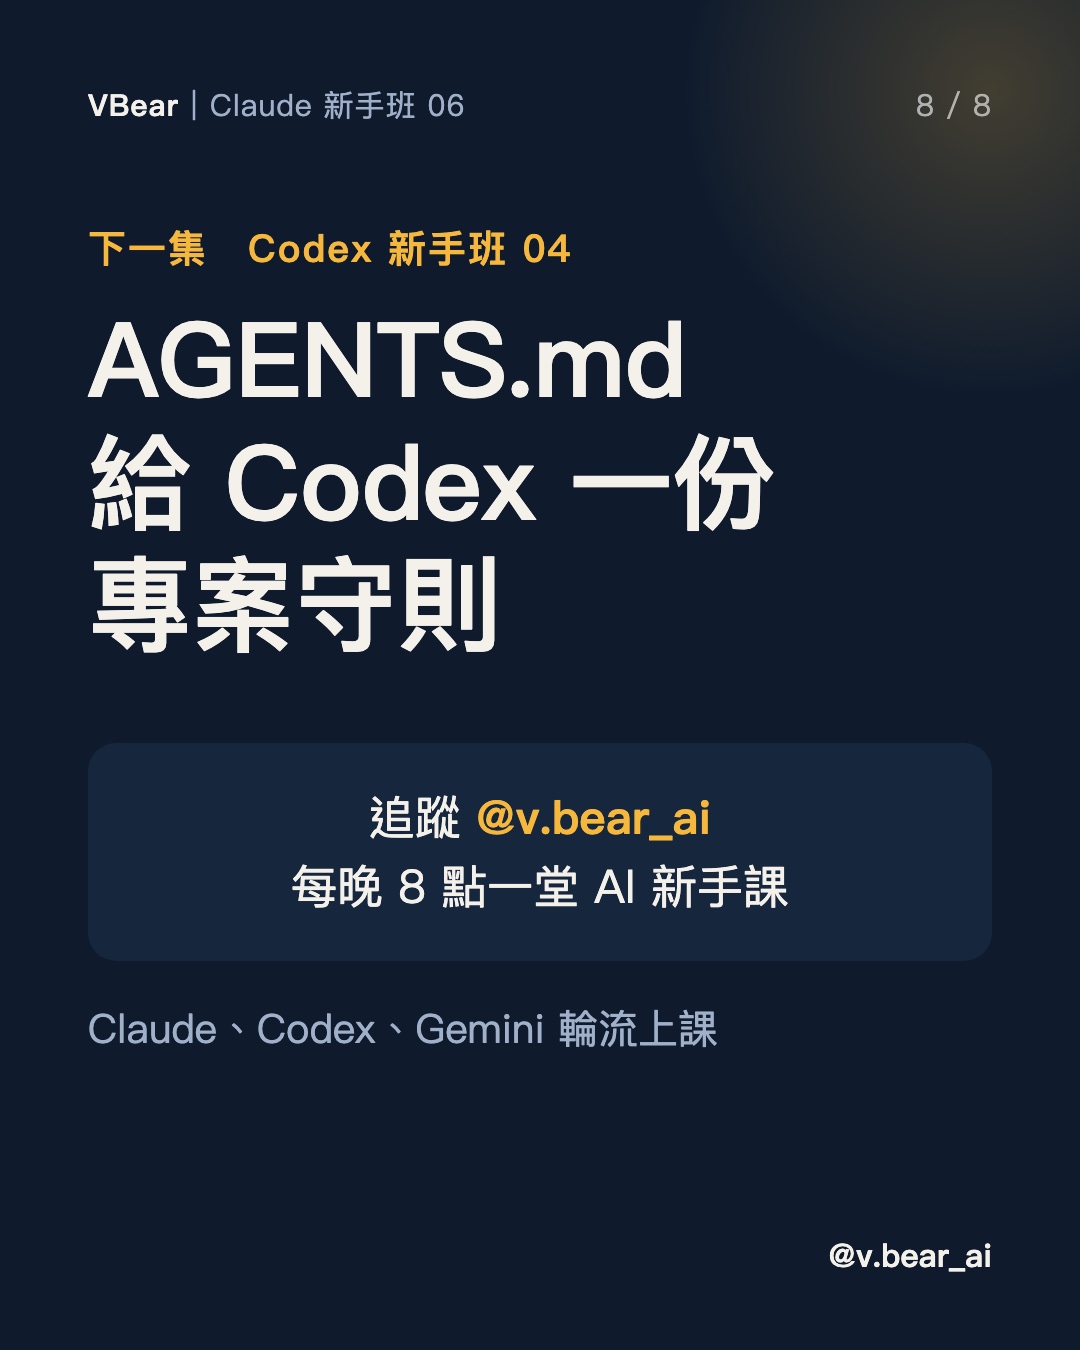 VBear | Claude 新手班 06
8 / 8
下一集 Codex 新手班 04
AGENTS.md
給 Codex 一份
專案守則
追蹤 @v.bear_ai
每晚 8 點一堂 AI 新手課
Claude、Codex、Gemini 輪流上課
@v.bear_ai